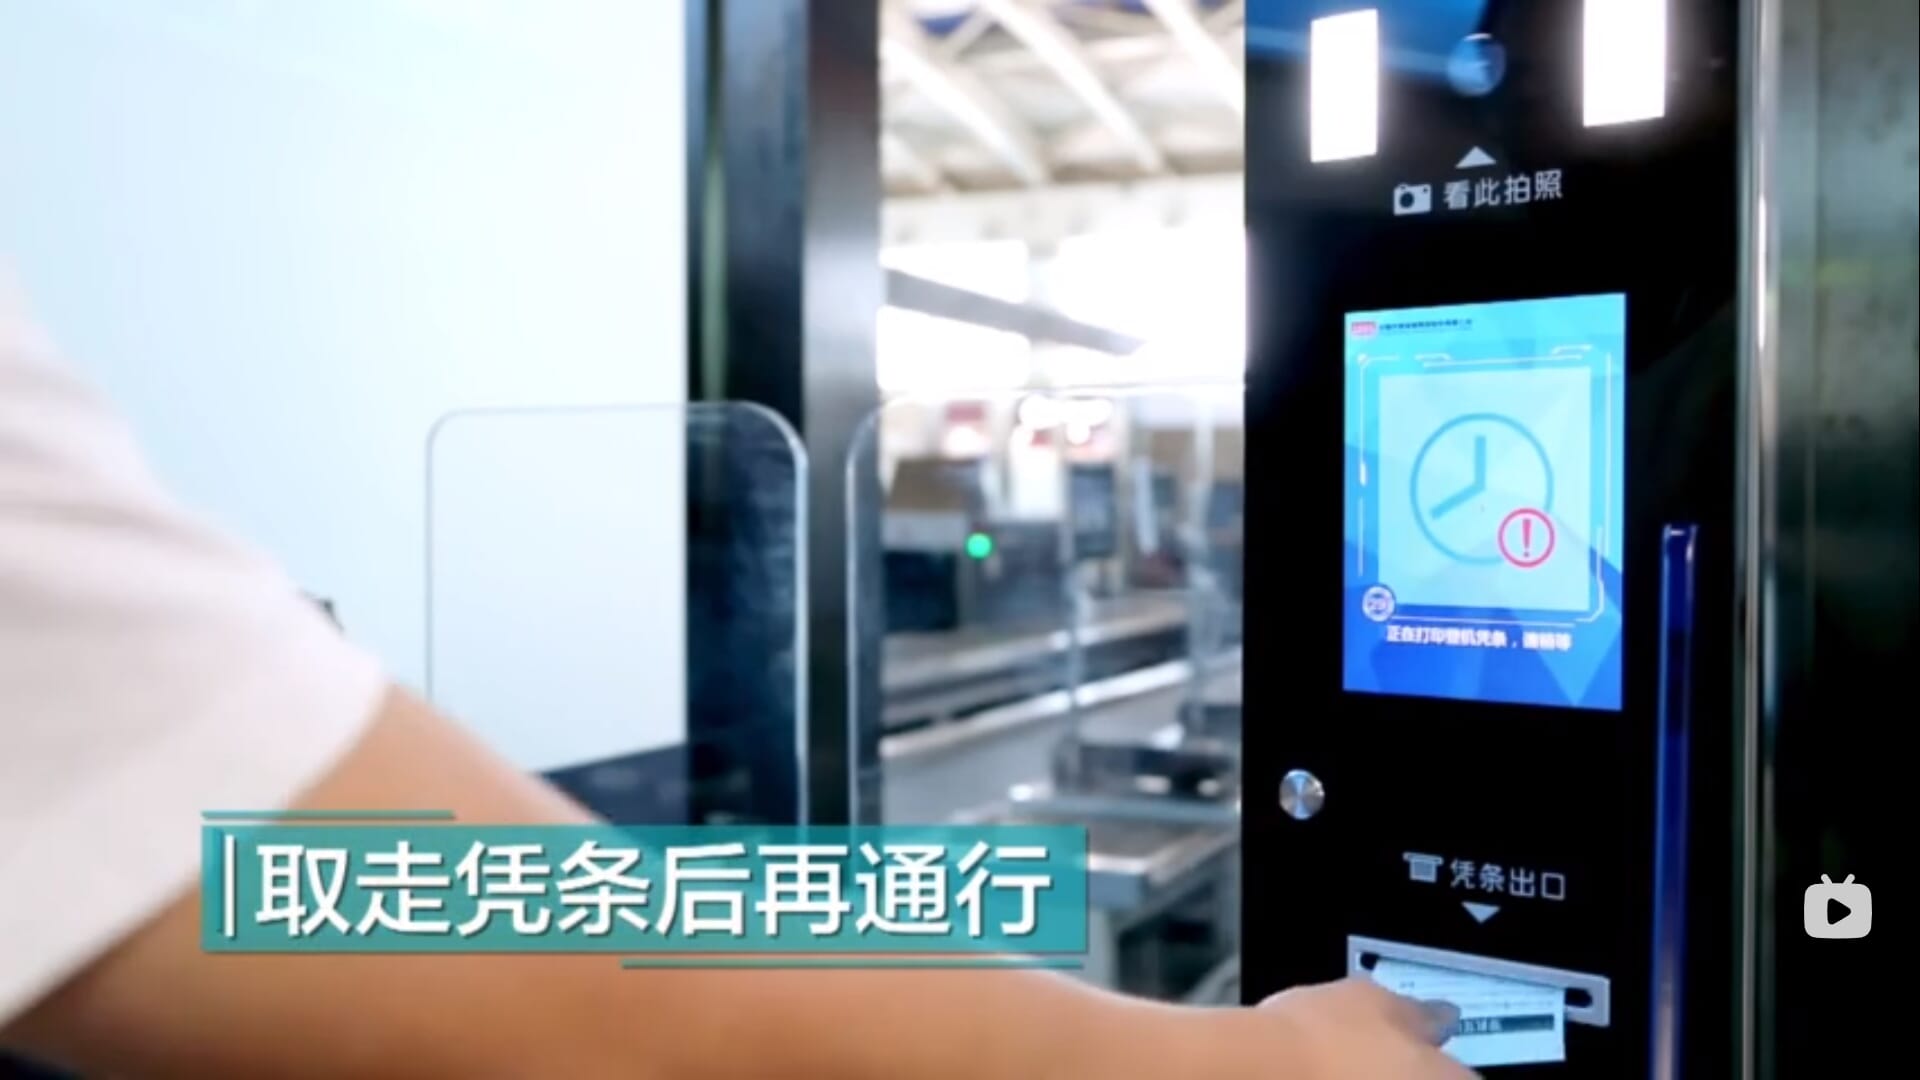 看此拍照
正在打印登机凭条，请稍等
取走凭条后再通行
凭条出口